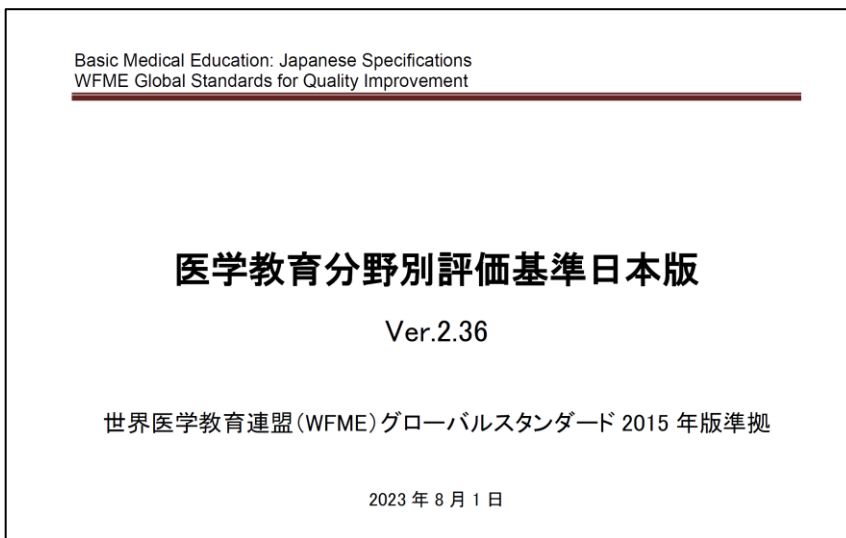 Basic Medical Education: Japanese Specifications
WFME Global Standards for Quality Improvement
医学教育分野別評価基準日本版
Ver.2.36
世界医学教育連盟(WFME)グローバルスタンダード 2015 年版準拠
2023 年 8 月 1 日